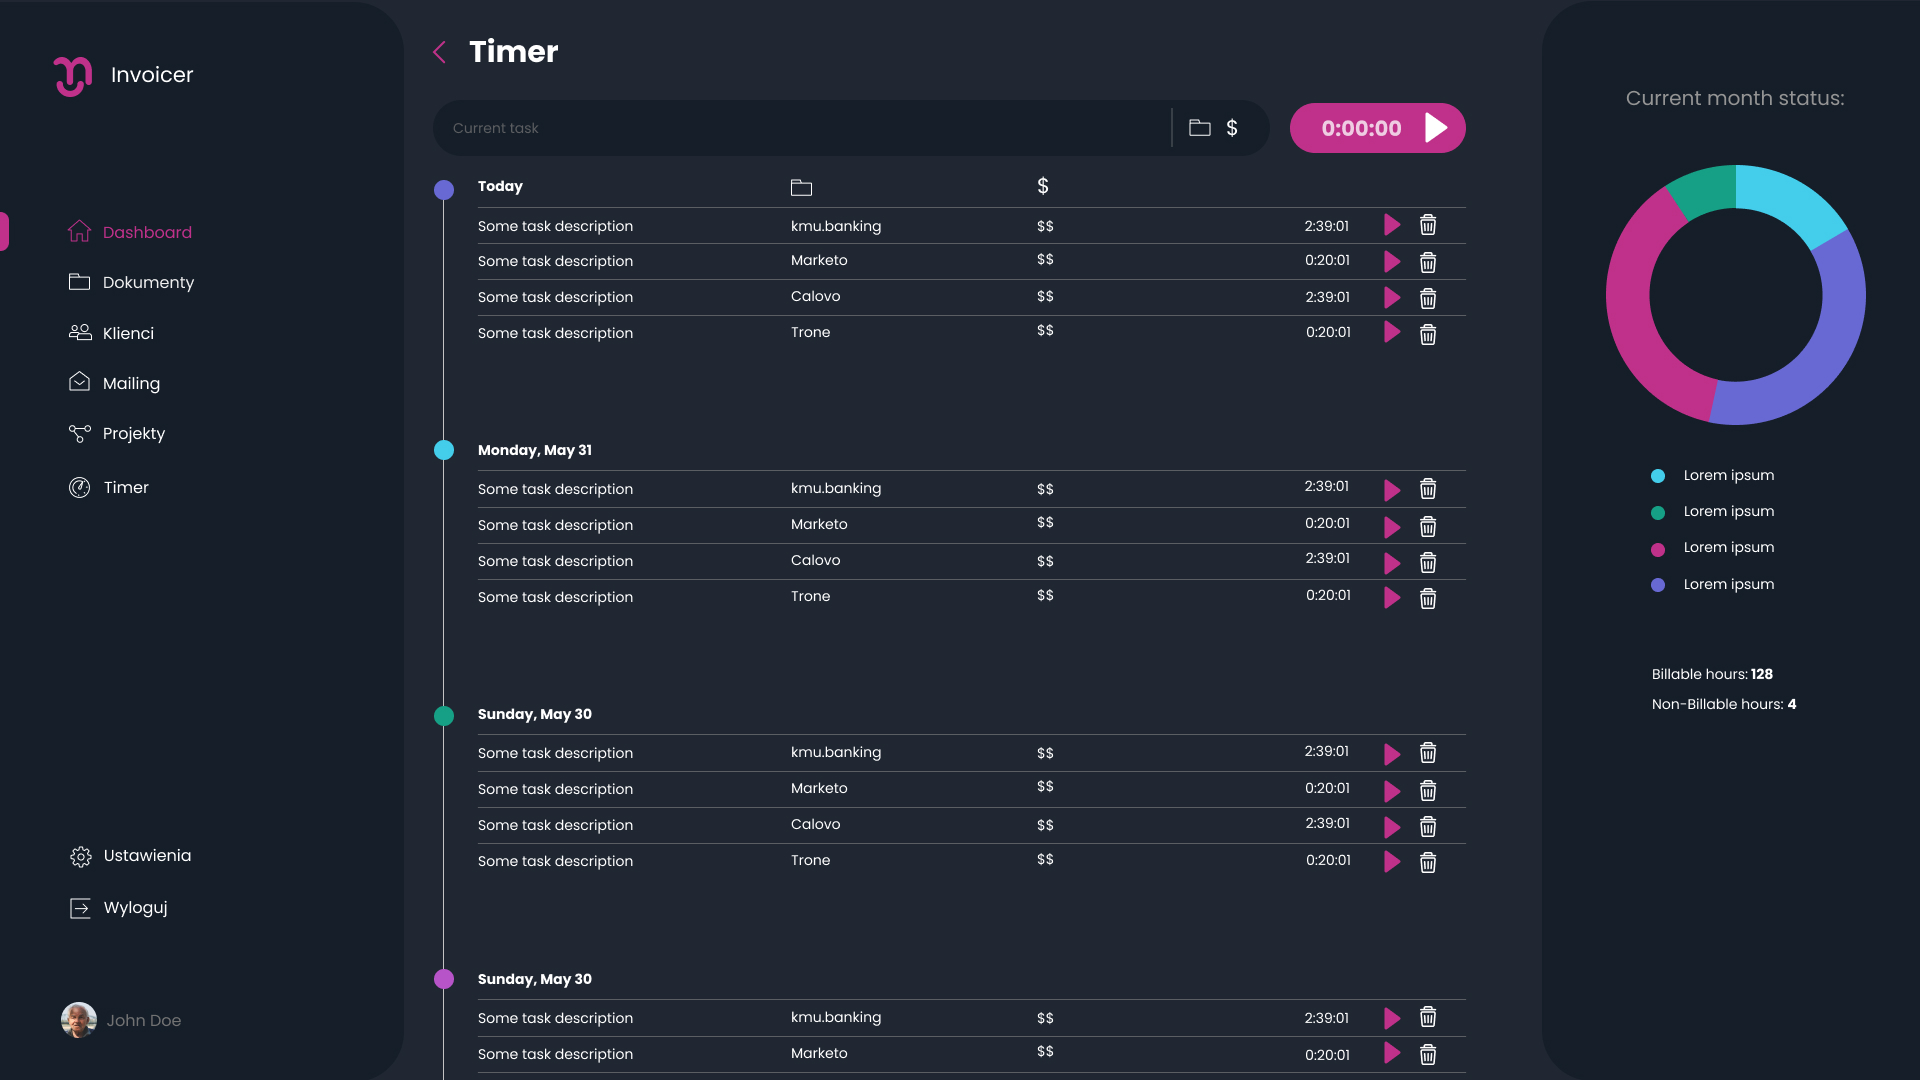 Invoicer
Dashboard
Dokumenty
Klienci
Mailing
Projekty
Timer
Ustawienia
Wyloguj
John Doe
Timer
Current task $ 0:00:00
Today $
Some task description kmu.banking $$ 2:39:01
Some task description Marketo $$ 0:20:01
Some task description Calovo $$ 2:39:01
Some task description Trone $$ 0:20:01
Monday, May 31
Some task description kmu.banking $$ 2:39:01
Some task description Marketo $$ 0:20:01
Some task description Calovo $$ 2:39:01
Some task description Trone $$ 0:20:01
Sunday, May 30
Some task description kmu.banking $$ 2:39:01
Some task description Marketo $$ 0:20:01
Some task description Calovo $$ 2:39:01
Some task description Trone $$ 0:20:01
Sunday, May 30
Some task description kmu.banking $$ 2:39:01
Some task description Marketo $$ 0:20:01
Current month status:
Lorem ipsum
Lorem ipsum
Lorem ipsum
Lorem ipsum
Billable hours: 128
Non-Billable hours: 4